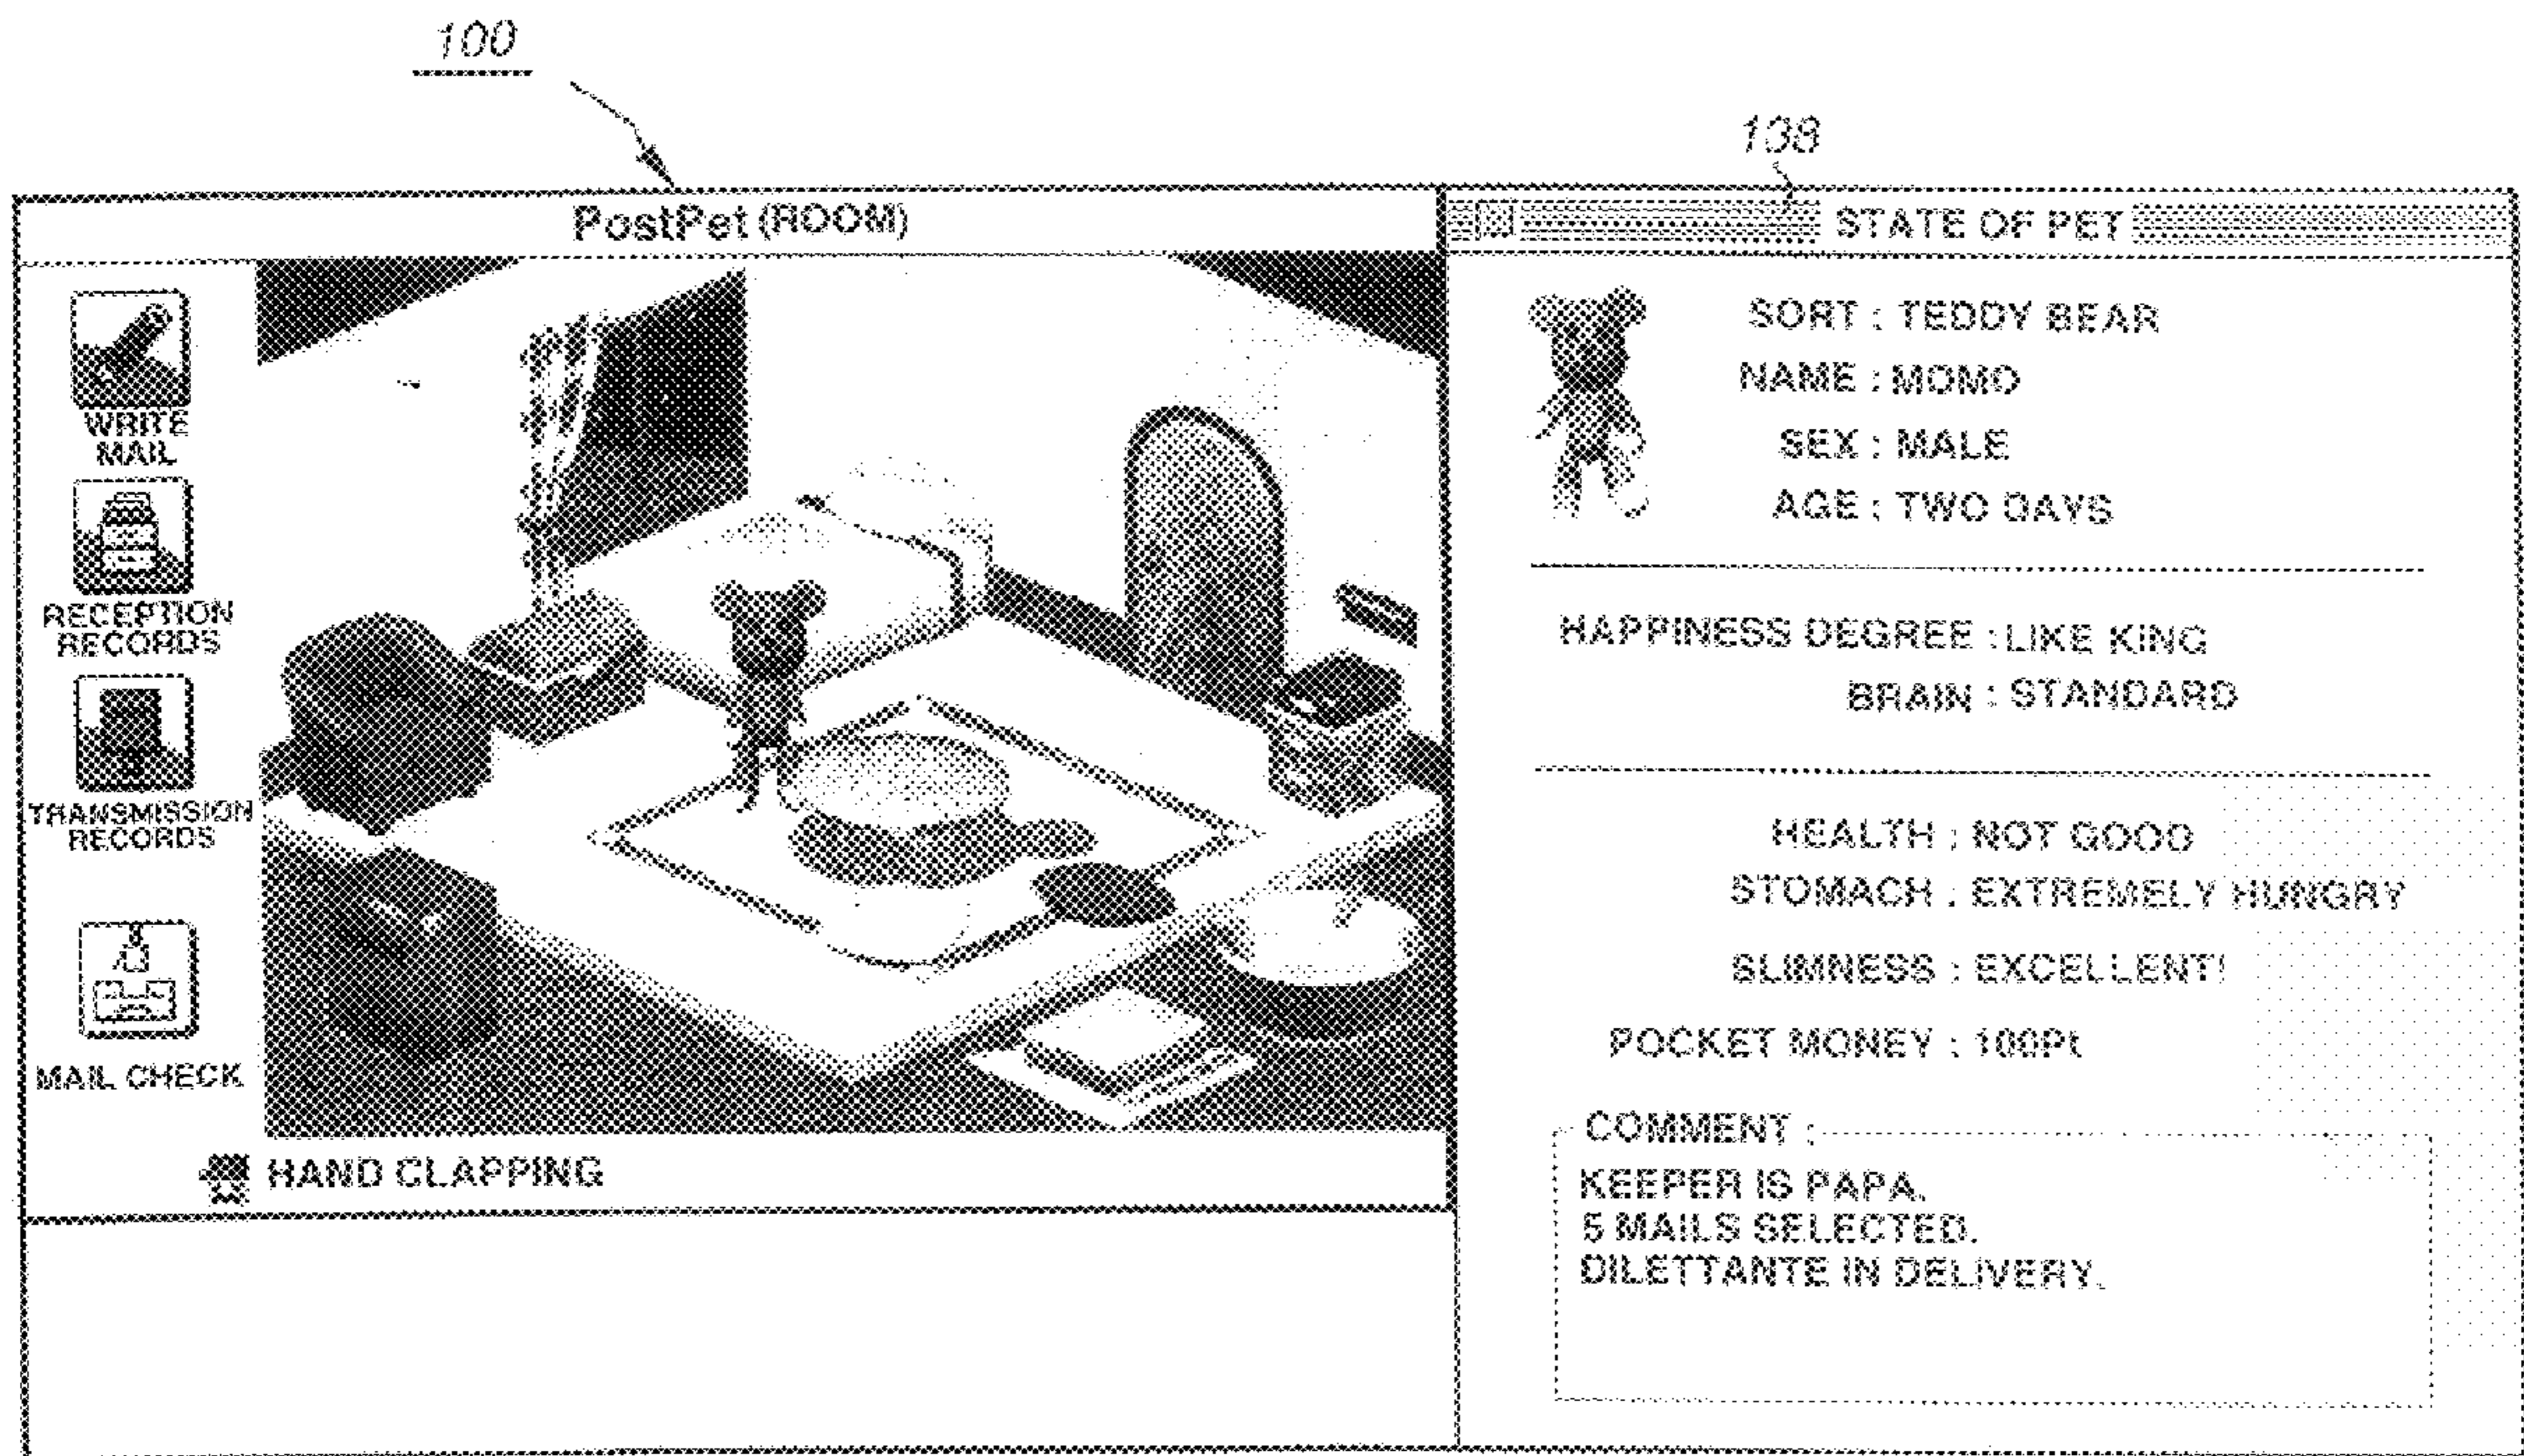 100
138
PostPet (ROOM)
WRITE
MAIL
RECEPTION
RECORDS
TRANSMISSION
RECORDS
MAIL CHECK
HAND CLAPPING
STATE OF PET
SORT : TEDDY BEAR
NAME : MOMO
SEX : MALE
AGE : TWO DAYS
HAPPINESS DEGREE : LIKE KING
BRAIN : STANDARD
HEALTH : NOT GOOD
STOMACH : EXTREMELY HUNGRY
SLIMNESS : EXCELLENT!
POCKET MONEY : 100Pt
COMMENT :
KEEPER IS PAPA.
5 MAILS SELECTED.
DILETTANTE IN DELIVERY.